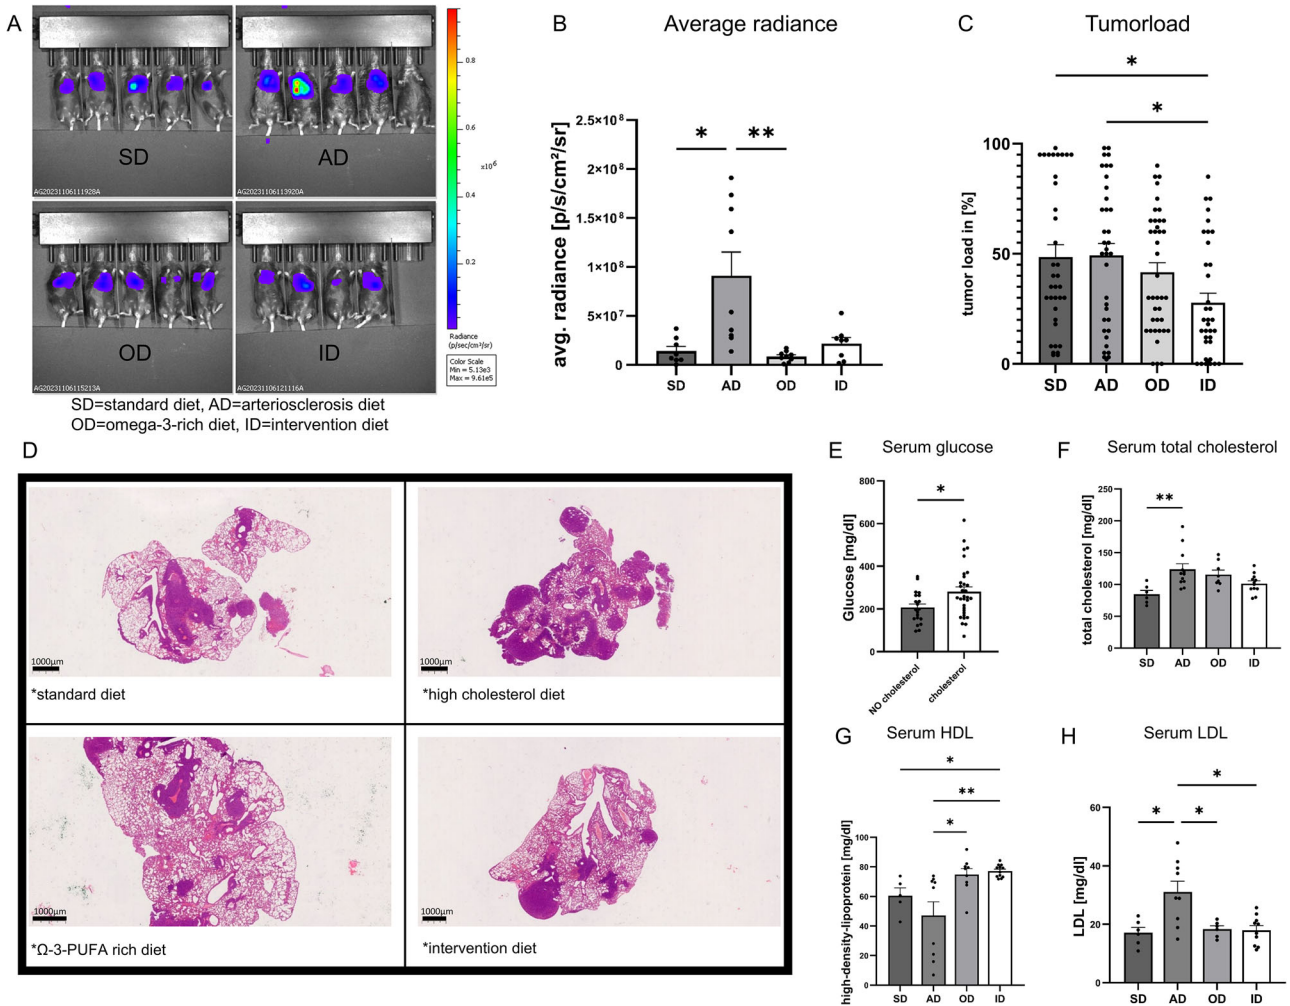 A
SD
AD
AG20231106111928A
AG20231106113920A
OD
ID
AG20231106115213A
AG20231106121116A
0.8
0.6
x10⁶
0.4
0.2
Radiance
(p/sec/cm²/sr)
Color Scale
Min = 5.13e3
Max = 9.61e5
SD=standard diet, AD=arteriosclerosis diet
OD=omega-3-rich diet, ID=intervention diet
B
Average radiance
avg. radiance [p/s/cm²/sr]
2.5×10⁸
2×10⁸
1.5×10⁸
1×10⁸
5×10⁷
0
* **
SD AD OD ID
C
Tumorload
tumor load in [%]
100
50
0
*
*
SD AD OD ID
D
1000µm
*standard diet
1000µm
*high cholesterol diet
1000µm
*Ω-3-PUFA rich diet
1000µm
*intervention diet
E
Serum glucose
Glucose [mg/dl]
800
600
400
200
0
*
NO cholesterol
cholesterol
F
Serum total cholesterol
total cholesterol [mg/dl]
250
200
150
100
50
0
**
SD AD OD ID
G
Serum HDL
high-density-lipoprotein [mg/dl]
100
80
60
40
20
0
*
**
*
SD AD OD ID
H
Serum LDL
LDL [mg/dl]
60
40
20
0
*
* *
SD AD OD ID